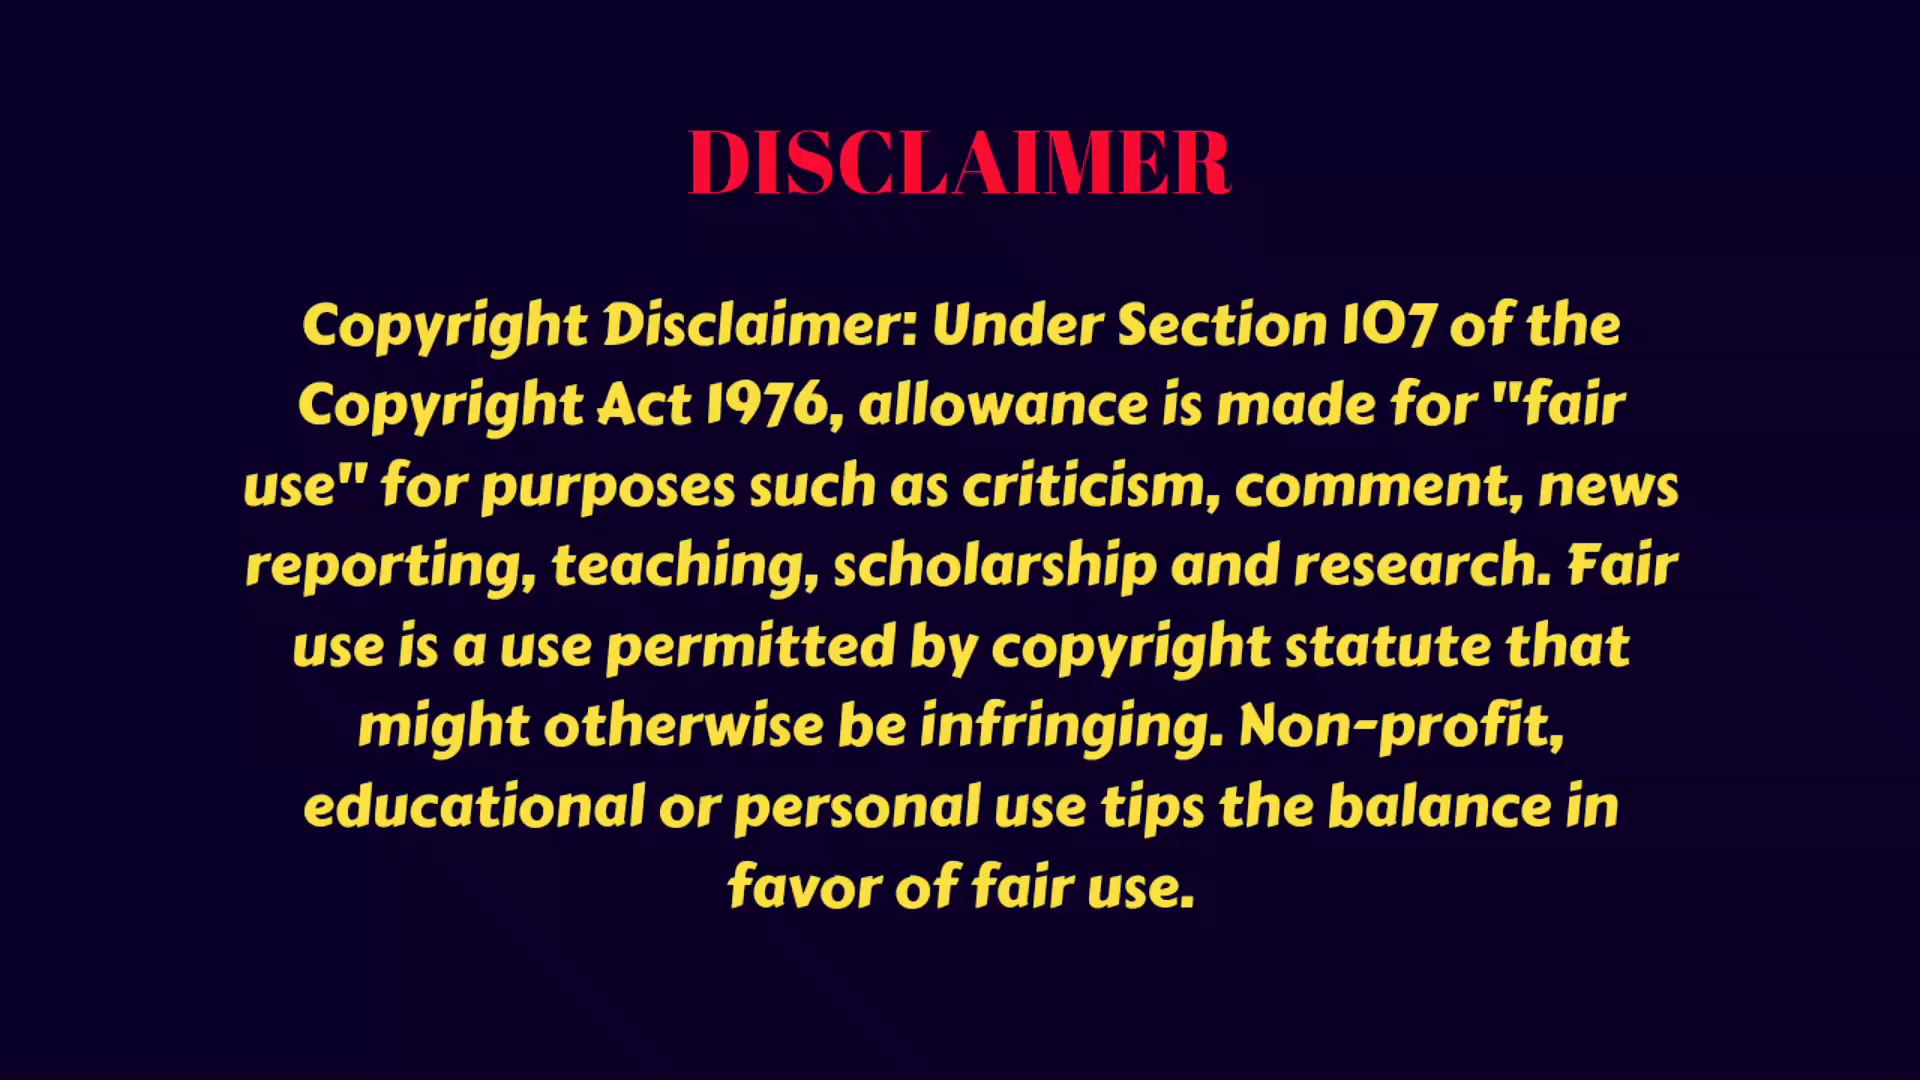 DISCLAIMER
Copyright Disclaimer: Under Section 107 of the
Copyright Act 1976, allowance is made for "fair
use" for purposes such as criticism, comment, news
reporting, teaching, scholarship and research. Fair
use is a use permitted by copyright statute that
might otherwise be infringing. Non-profit,
educational or personal use tips the balance in
favor of fair use.